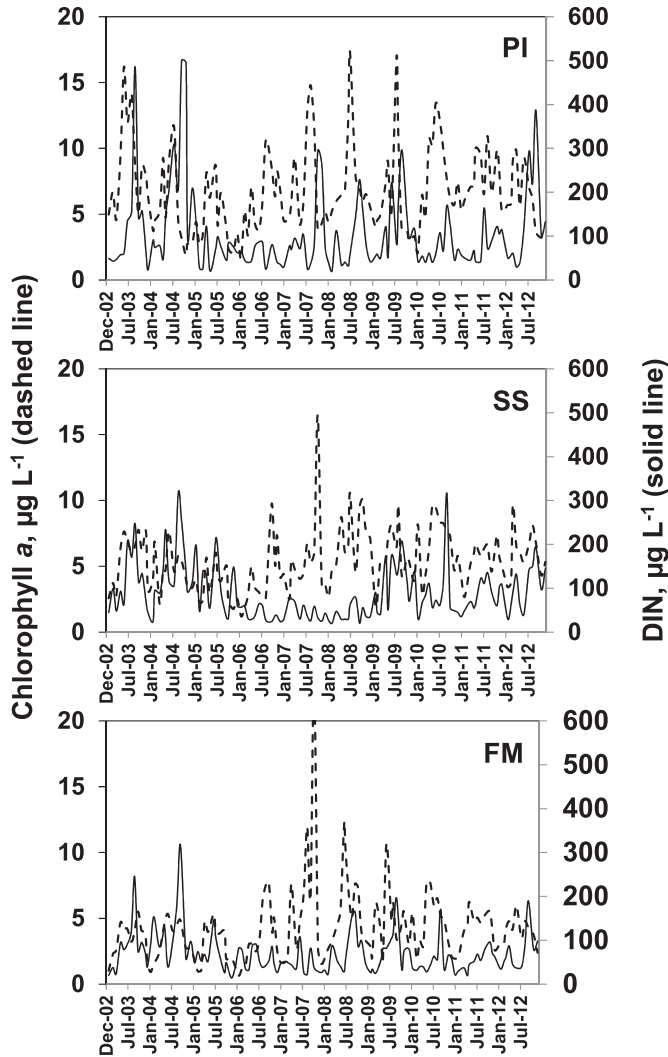 Chlorophyll a, µg L-1 (dashed line)
DIN, µg L-1 (solid line)
PI
20
15
10
5
0
600
500
400
300
200
100
0
Dec-02
Jul-03
Jan-04
Jul-04
Jan-05
Jul-05
Jan-06
Jul-06
Jan-07
Jul-07
Jan-08
Jul-08
Jan-09
Jul-09
Jan-10
Jul-10
Jan-11
Jul-11
Jan-12
Jul-12
SS
20
15
10
5
0
600
500
400
300
200
100
0
Dec-02
Jul-03
Jan-04
Jul-04
Jan-05
Jul-05
Jan-06
Jul-06
Jan-07
Jul-07
Jan-08
Jul-08
Jan-09
Jul-09
Jan-10
Jul-10
Jan-11
Jul-11
Jan-12
Jul-12
FM
20
15
10
5
0
600
500
400
300
200
100
0
Dec-02
Jul-03
Jan-04
Jul-04
Jan-05
Jul-05
Jan-06
Jul-06
Jan-07
Jul-07
Jan-08
Jul-08
Jan-09
Jul-09
Jan-10
Jul-10
Jan-11
Jul-11
Jan-12
Jul-12